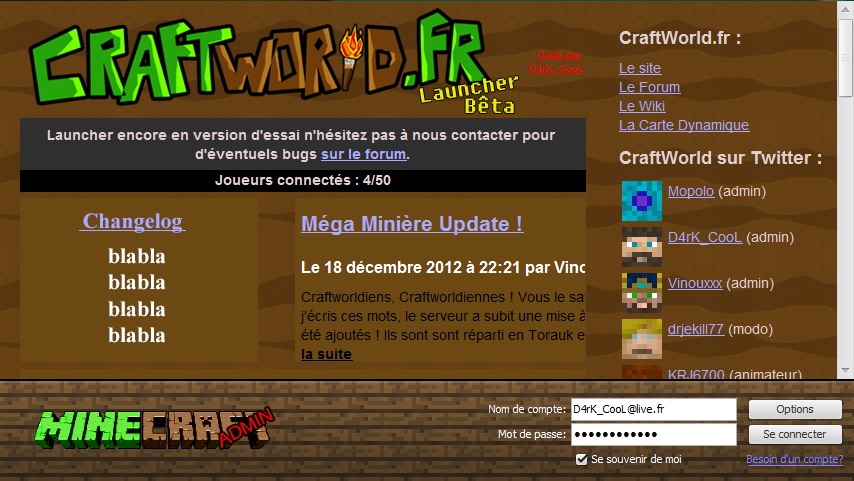 CRAFTWORLD.FR
Launcher
Bêta
Codé par
D4rK_CooL
Launcher encore en version d'essai n'hésitez pas à nous contacter pour
d'éventuels bugs sur le forum.
Joueurs connectés : 4/50
Changelog
blabla
blabla
blabla
blabla
Méga Minière Update !
Le 18 décembre 2012 à 22:21 par Vino
Craftworldiens, Craftworldiennes ! Vous le sa
j'écris ces mots, le serveur a subit une mise à
été ajoutés ! Ils sont sont réparti en Torauk e
la suite
CraftWorld.fr :
Le site
Le Forum
Le Wiki
La Carte Dynamique
CraftWorld sur Twitter :
Mopolo (admin)
D4rK_CooL (admin)
Vinouxxx (admin)
drjekill77 (modo)
KRJ6700 (animateur)
MINECRAFT
ADMIN
Nom de compte: D4rK_CooL@live.fr
Options
Mot de passe: ●●●●●●●●●●●●
Se connecter
Se souvenir de moi
Besoin d'un compte?